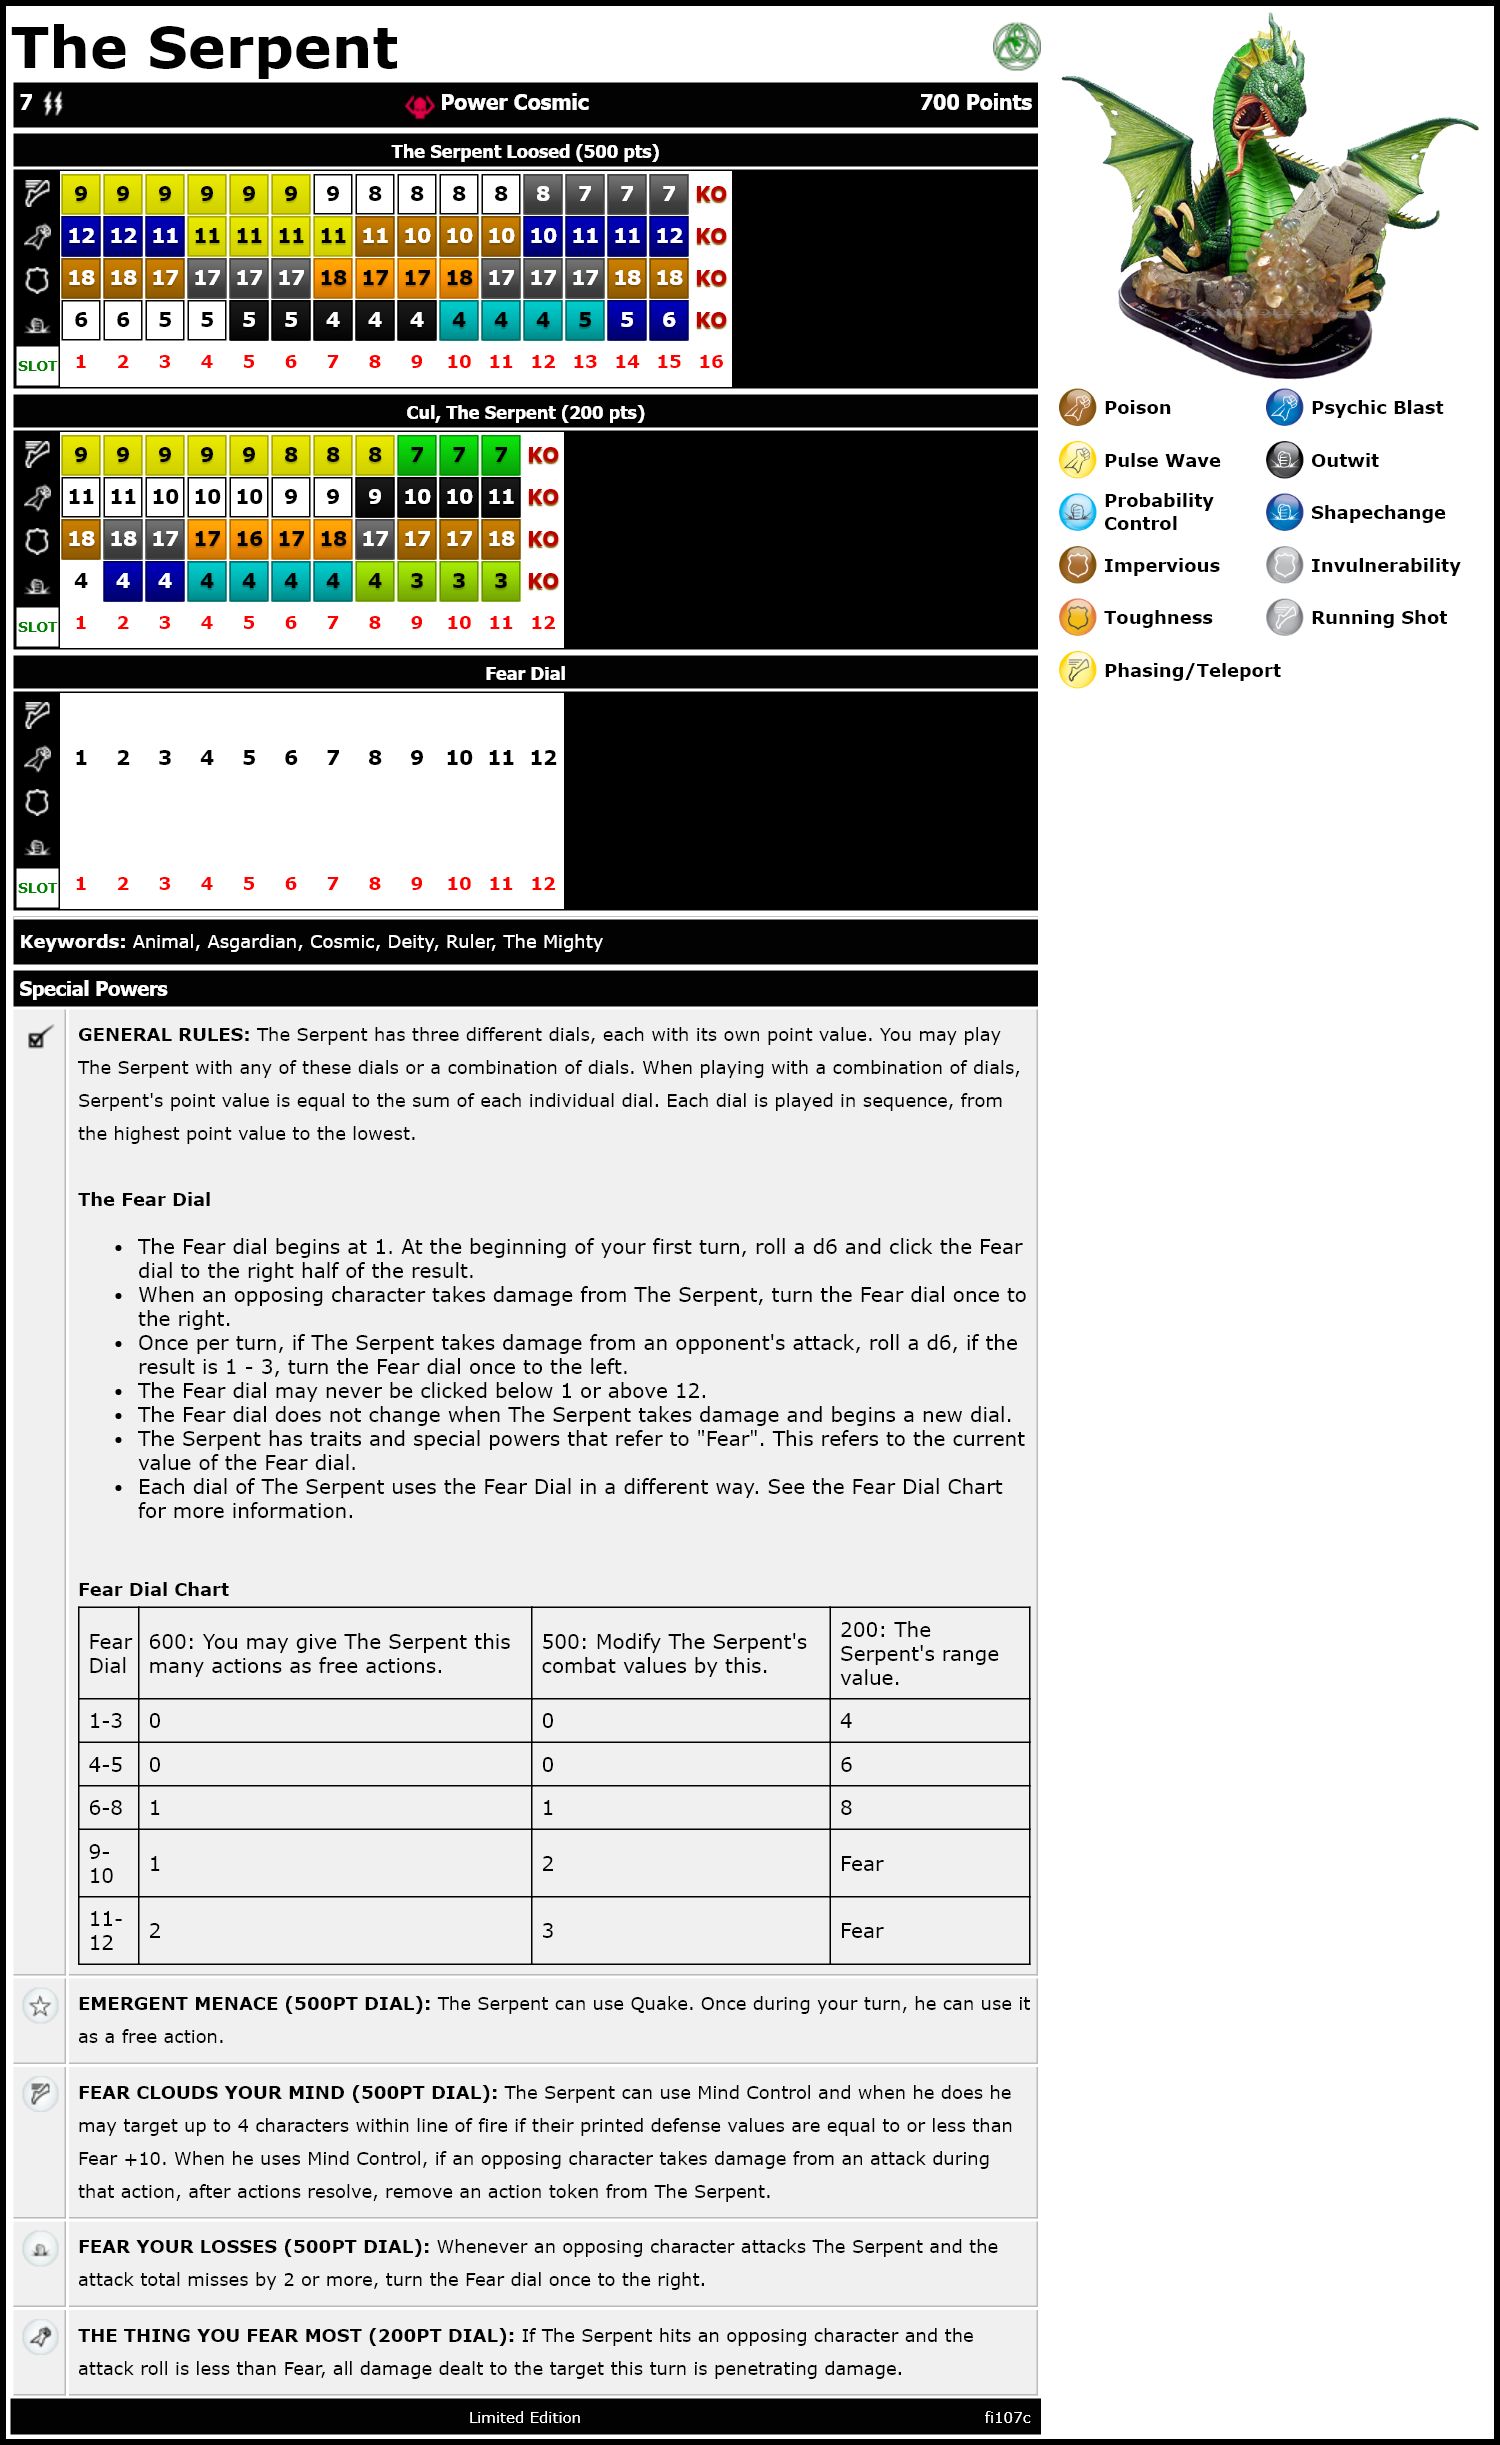 The Serpent
7 Power Cosmic 700 Points
The Serpent Loosed (500 pts)
9 9 9 9 9 9 9 8 8 8 8 8 7 7 7 KO
12 12 11 11 11 11 11 11 10 10 10 10 11 11 12 KO
18 18 17 17 17 17 18 17 17 18 17 17 17 18 18 KO
6 6 5 5 5 5 4 4 4 4 4 4 5 5 6 KO
SLOT 1 2 3 4 5 6 7 8 9 10 11 12 13 14 15 16
Cul, The Serpent (200 pts)
9 9 9 9 9 8 8 8 7 7 7 KO
11 11 10 10 10 9 9 9 10 10 11 KO
18 18 17 17 16 17 18 17 17 17 18 KO
4 4 4 4 4 4 4 4 3 3 3 KO
SLOT 1 2 3 4 5 6 7 8 9 10 11 12
Fear Dial
1 2 3 4 5 6 7 8 9 10 11 12
SLOT 1 2 3 4 5 6 7 8 9 10 11 12
Keywords: Animal, Asgardian, Cosmic, Deity, Ruler, The Mighty
Special Powers
GENERAL RULES: The Serpent has three different dials, each with its own point value. You may play
The Serpent with any of these dials or a combination of dials. When playing with a combination of dials,
Serpent's point value is equal to the sum of each individual dial. Each dial is played in sequence, from
the highest point value to the lowest.
The Fear Dial
• The Fear dial begins at 1. At the beginning of your first turn, roll a d6 and click the Fear
dial to the right half of the result.
• When an opposing character takes damage from The Serpent, turn the Fear dial once to
the right.
• Once per turn, if The Serpent takes damage from an opponent's attack, roll a d6, if the
result is 1 - 3, turn the Fear dial once to the left.
• The Fear dial may never be clicked below 1 or above 12.
• The Fear dial does not change when The Serpent takes damage and begins a new dial.
• The Serpent has traits and special powers that refer to "Fear". This refers to the current
value of the Fear dial.
• Each dial of The Serpent uses the Fear Dial in a different way. See the Fear Dial Chart
for more information.
Fear Dial Chart
Fear
Dial
600: You may give The Serpent this
many actions as free actions.
500: Modify The Serpent's
combat values by this.
200: The
Serpent's range
value.
1-3 0 0 4
4-5 0 0 6
6-8 1 1 8
9-
10
1 2 Fear
11-
12
2 3 Fear
EMERGENT MENACE (500PT DIAL): The Serpent can use Quake. Once during your turn, he can use it
as a free action.
FEAR CLOUDS YOUR MIND (500PT DIAL): The Serpent can use Mind Control and when he does he
may target up to 4 characters within line of fire if their printed defense values are equal to or less than
Fear +10. When he uses Mind Control, if an opposing character takes damage from an attack during
that action, after actions resolve, remove an action token from The Serpent.
FEAR YOUR LOSSES (500PT DIAL): Whenever an opposing character attacks The Serpent and the
attack total misses by 2 or more, turn the Fear dial once to the right.
THE THING YOU FEAR MOST (200PT DIAL): If The Serpent hits an opposing character and the
attack roll is less than Fear, all damage dealt to the target this turn is penetrating damage.
Limited Edition fi107c
Poison Psychic Blast
Pulse Wave Outwit
Probability
Control
Shapechange
Impervious Invulnerability
Toughness Running Shot
Phasing/Teleport